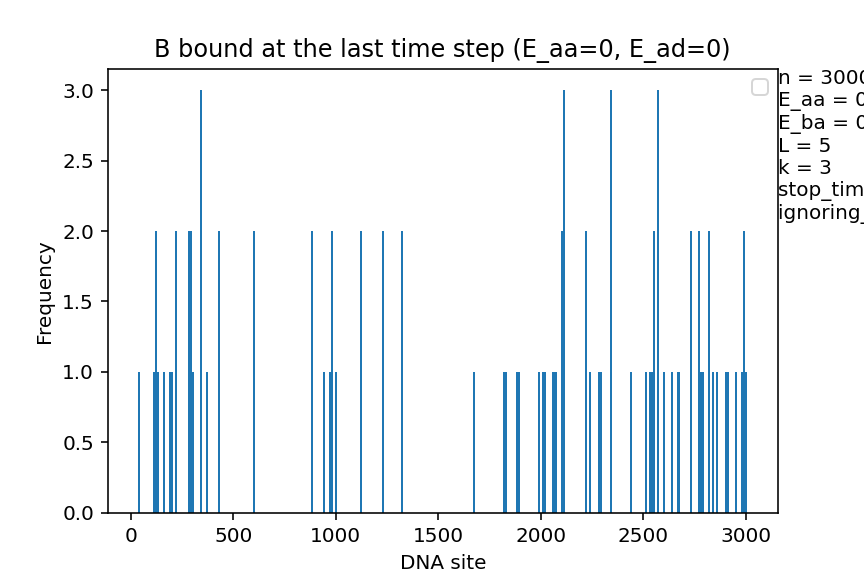 B bound at the last time step (E_aa=0, E_ad=0)
n = 3000
E_aa = 0
E_ba = 0
L = 5
k = 3
stop_tim
ignoring_
3.0
2.5
2.0
1.5
1.0
0.5
0.0
Frequency
0 500 1000 1500 2000 2500 3000
DNA site